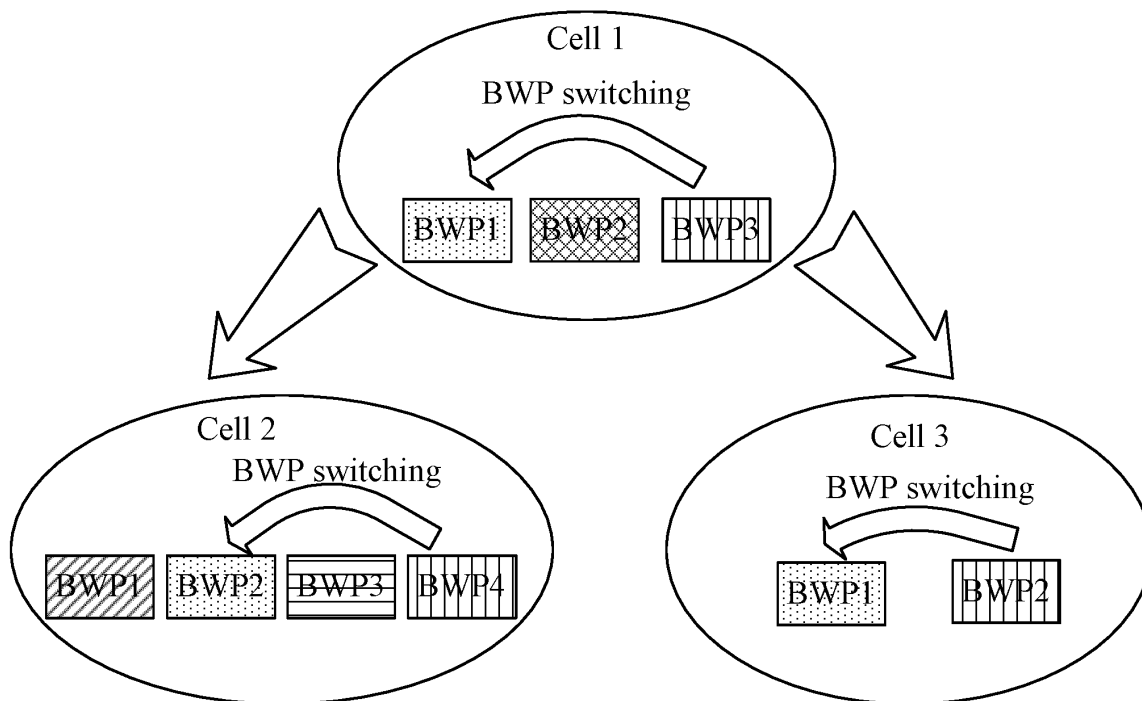 Cell 1
BWP switching
BWP1 BWP2 BWP3
Cell 2
BWP switching
BWP1 BWP2 BWP3 BWP4
Cell 3
BWP switching
BWP1 BWP2